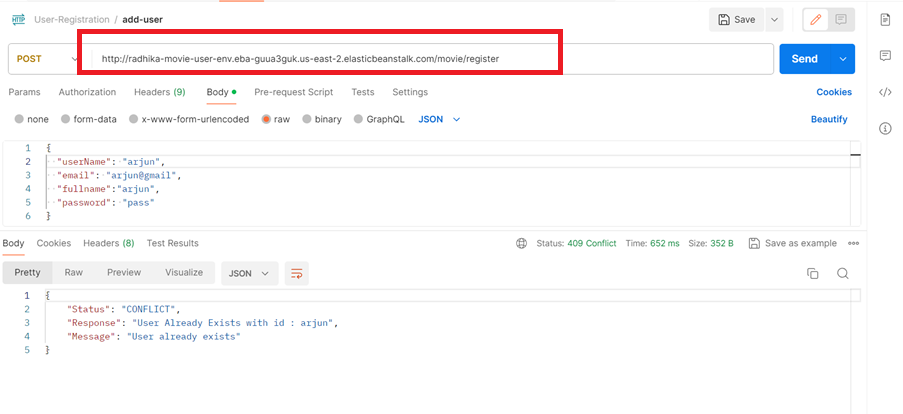 HTTP User-Registration / add-user Save
POST http://radhika-movie-user-env.eba-guua3guk.us-east-2.elasticbeanstalk.com/movie/register Send
Params Authorization Headers (9) Body Pre-request Script Tests Settings Cookies
none form-data x-www-form-urlencoded raw binary GraphQL JSON Beautify
1 {
2 "userName": "arjun",
3 "email": "arjun@gmail",
4 "fullname":"arjun",
5 "password": "pass"
6 }
Body Cookies Headers (8) Test Results Status: 409 Conflict Time: 652 ms Size: 352 B Save as example
Pretty Raw Preview Visualize JSON
1 {
2 "Status": "CONFLICT",
3 "Response": "User Already Exists with id : arjun",
4 "Message": "User already exists"
5 }